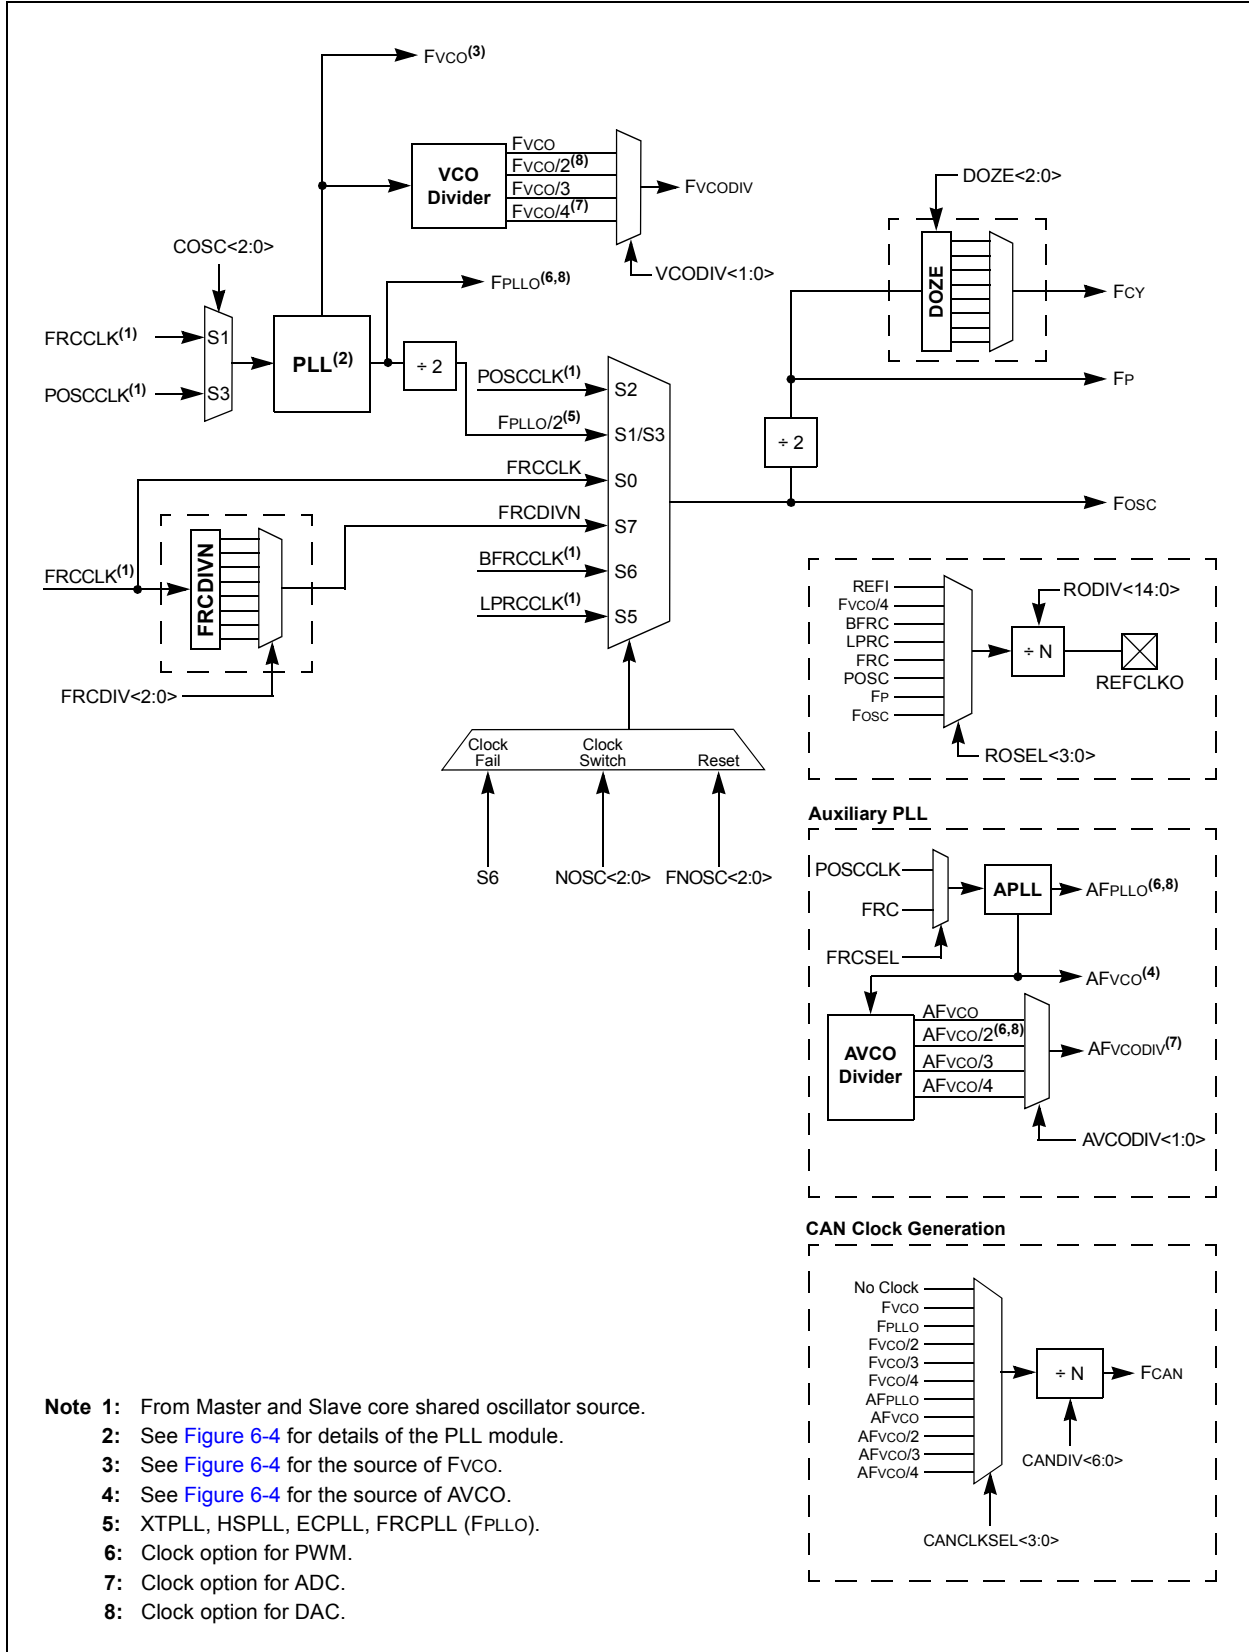 FVCO(3)
VCO
Divider
FVCO
FVCO/2(8)
FVCO/3
FVCO/4(7)
FVCODIV
VCODIV<1:0>
DOZE<2:0>
DOZE
FCY
FP
÷ 2
FOSC
COSC<2:0>
FRCCLK(1)
S1
POSCCLK(1)
S3
PLL(2)
FPLLO(6,8)
÷ 2
POSCCLK(1)
S2
FPLLO/2(5)
S1/S3
FRCCLK
S0
FRCDIVN
S7
BFRCCLK(1)
S6
LPRCCLK(1)
S5
FRCCLK(1)
FRCDIVN
FRCDIV<2:0>
Clock
Fail
Clock
Switch
Reset
S6
NOSC<2:0>
FNOSC<2:0>
REFI
FVCO/4
BFRC
LPRC
FRC
POSC
FP
FOSC
RODIV<14:0>
÷ N
REFCLKO
ROSEL<3:0>
Auxiliary PLL
POSCCLK
FRC
FRCSEL
APLL
AFPLLO(6,8)
AFVCO(4)
AVCO
Divider
AFVCO
AFVCO/2(6,8)
AFVCO/3
AFVCO/4
AFVCODIV(7)
AVCODIV<1:0>
CAN Clock Generation
No Clock
FVCO
FPLLO
FVCO/2
FVCO/3
FVCO/4
AFPLLO
AFVCO
AFVCO/2
AFVCO/3
AFVCO/4
÷ N
FCAN
CANDIV<6:0>
CANCLKSEL<3:0>
Note 1: From Master and Slave core shared oscillator source.
2: See Figure 6-4 for details of the PLL module.
3: See Figure 6-4 for the source of FVCO.
4: See Figure 6-4 for the source of AVCO.
5: XTPLL, HSPLL, ECPLL, FRCPLL (FPLLO).
6: Clock option for PWM.
7: Clock option for ADC.
8: Clock option for DAC.